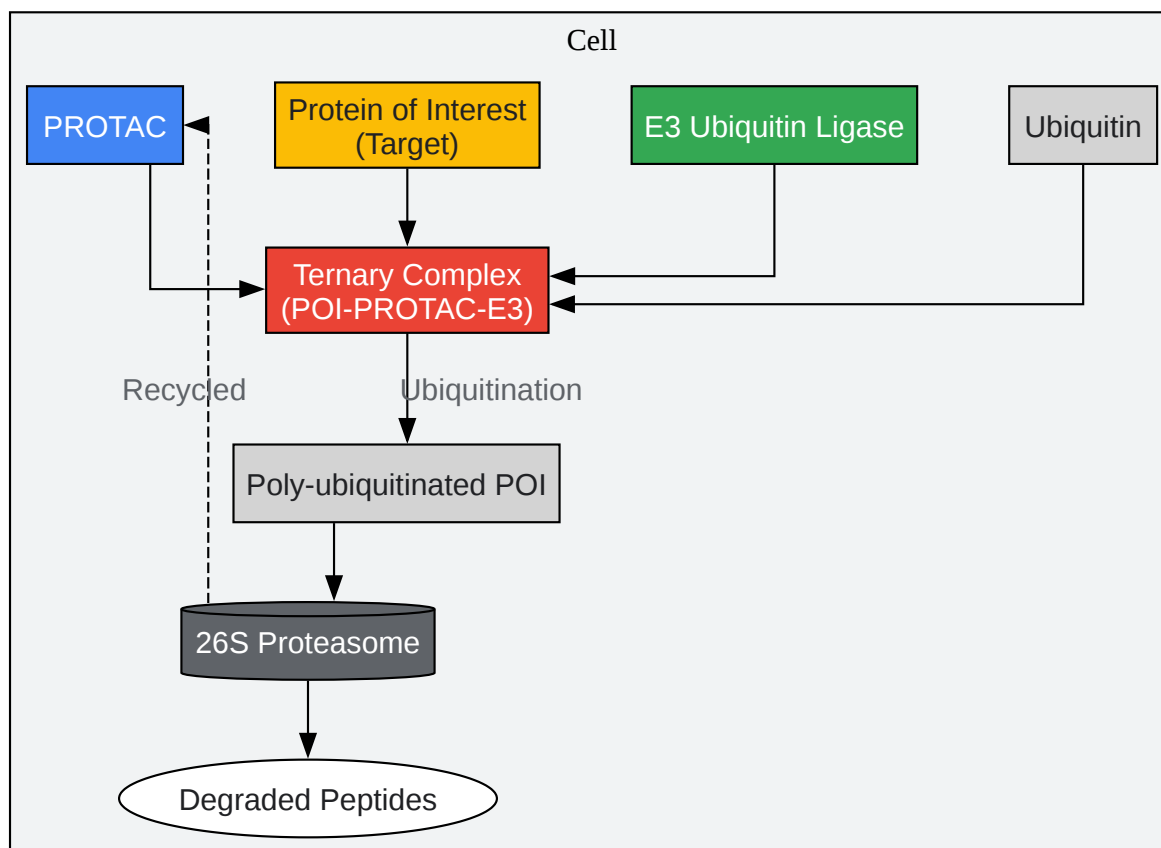 Cell
PROTAC
Protein of Interest
(Target)
E3 Ubiquitin Ligase
Ubiquitin
Ternary Complex
(POI-PROTAC-E3)
Recycled
Ubiquitination
Poly-ubiquitinated POI
26S Proteasome
Degraded Peptides